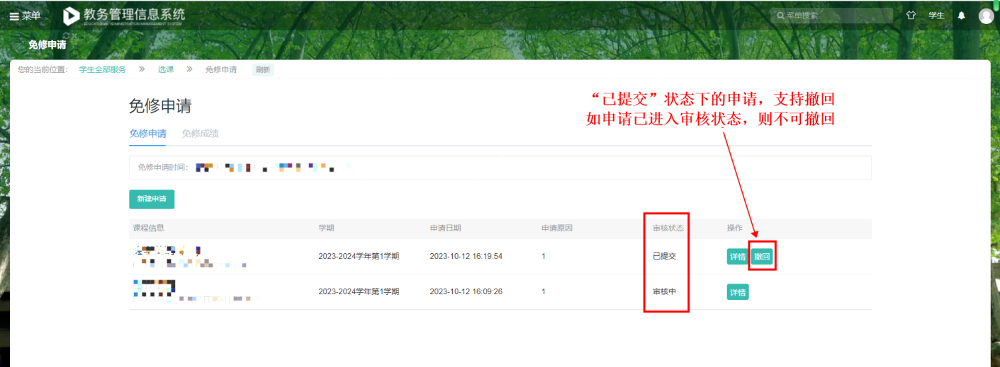 菜单
教务管理信息系统
EDUCATIONAL ADMINISTRATION MANAGEMENT SYSTEM
菜单搜索
学生
免修申请
您的当前位置: 学生全部服务 》 选课 》 免修申请 刷新
“已提交”状态下的申请，支持撤回
如申请已进入审核状态，则不可撤回
免修申请
免修申请 免修成绩
免修申请时间:
新建申请
课程信息 学期 申请日期 申请原因 审核状态 操作
2023-2024学年第1学期 2023-10-12 16:19:54 1 已提交 详情 撤回
2023-2024学年第1学期 2023-10-12 16:09:26 1 审核中 详情